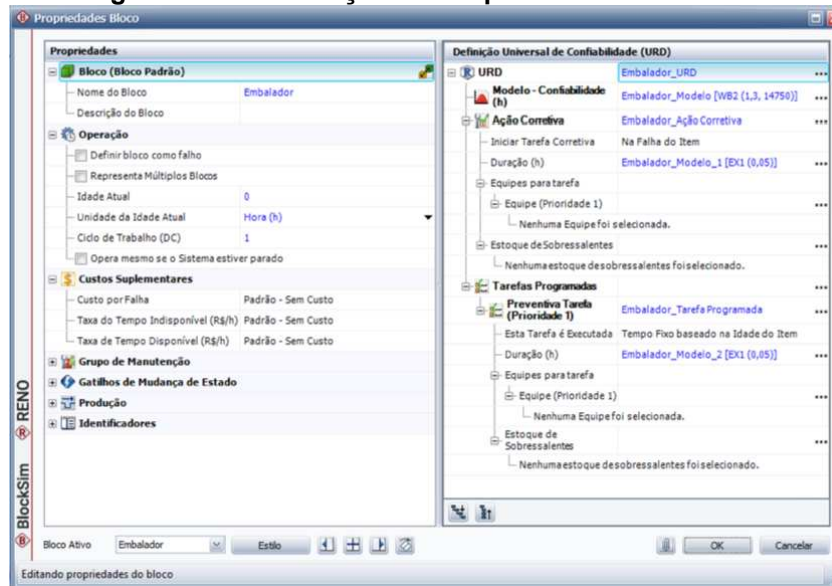 Propriedades Bloco
Propriedades
Bloco (Bloco Padrão)
Nome do Bloco Embalador
Descrição do Bloco
Operação
Definir bloco como falho
Representa Múltiplos Blocos
Idade Atual 0
Unidade da Idade Atual Hora (h)
Ciclo de Trabalho (DC) 1
Opera mesmo se o Sistema estiver parado
Custos Suplementares
Custo por Falha Padrão - Sem Custo
Taxa do Tempo Indisponível (R$/h) Padrão - Sem Custo
Taxa de Tempo Disponível (R$/h) Padrão - Sem Custo
Grupo de Manutenção
Gatilhos de Mudança de Estado
Produção
Identificadores
Definição Universal de Confiabilidade (URD)
URD Embalador_URD ...
Modelo - Confiabilidade (h) Embalador_Modelo [WB2 (1,3, 14750)] ...
Ação Corretiva Embalador_Ação Corretiva ...
Iniciar Tarefa Corretiva Na Falha do Item
Duração (h) Embalador_Modelo_1 [EX1 (0,05)] ...
Equipes para tarefa
Equipe (Prioridade 1) ...
Nenhuma Equipe foi selecionada.
Estoque de Sobressalentes ...
Nenhuma estoque de sobressalentes foi selecionado.
Tarefas Programadas
Preventiva Tarefa (Prioridade 1) Embalador_Tarefa Programada ...
Esta Tarefa é Executada Tempo Fixo baseado na Idade do Item
Duração (h) Embalador_Modelo_2 [EX1 (0,05)] ...
Equipes para tarefa
Equipe (Prioridade 1) ...
Nenhuma Equipe foi selecionada.
Estoque de Sobressalentes ...
Nenhuma estoque de sobressalentes foi selecionado.
BlockSim RENO
Bloco Ativo Embalador Estilo OK Cancelar
Editando propriedades do bloco